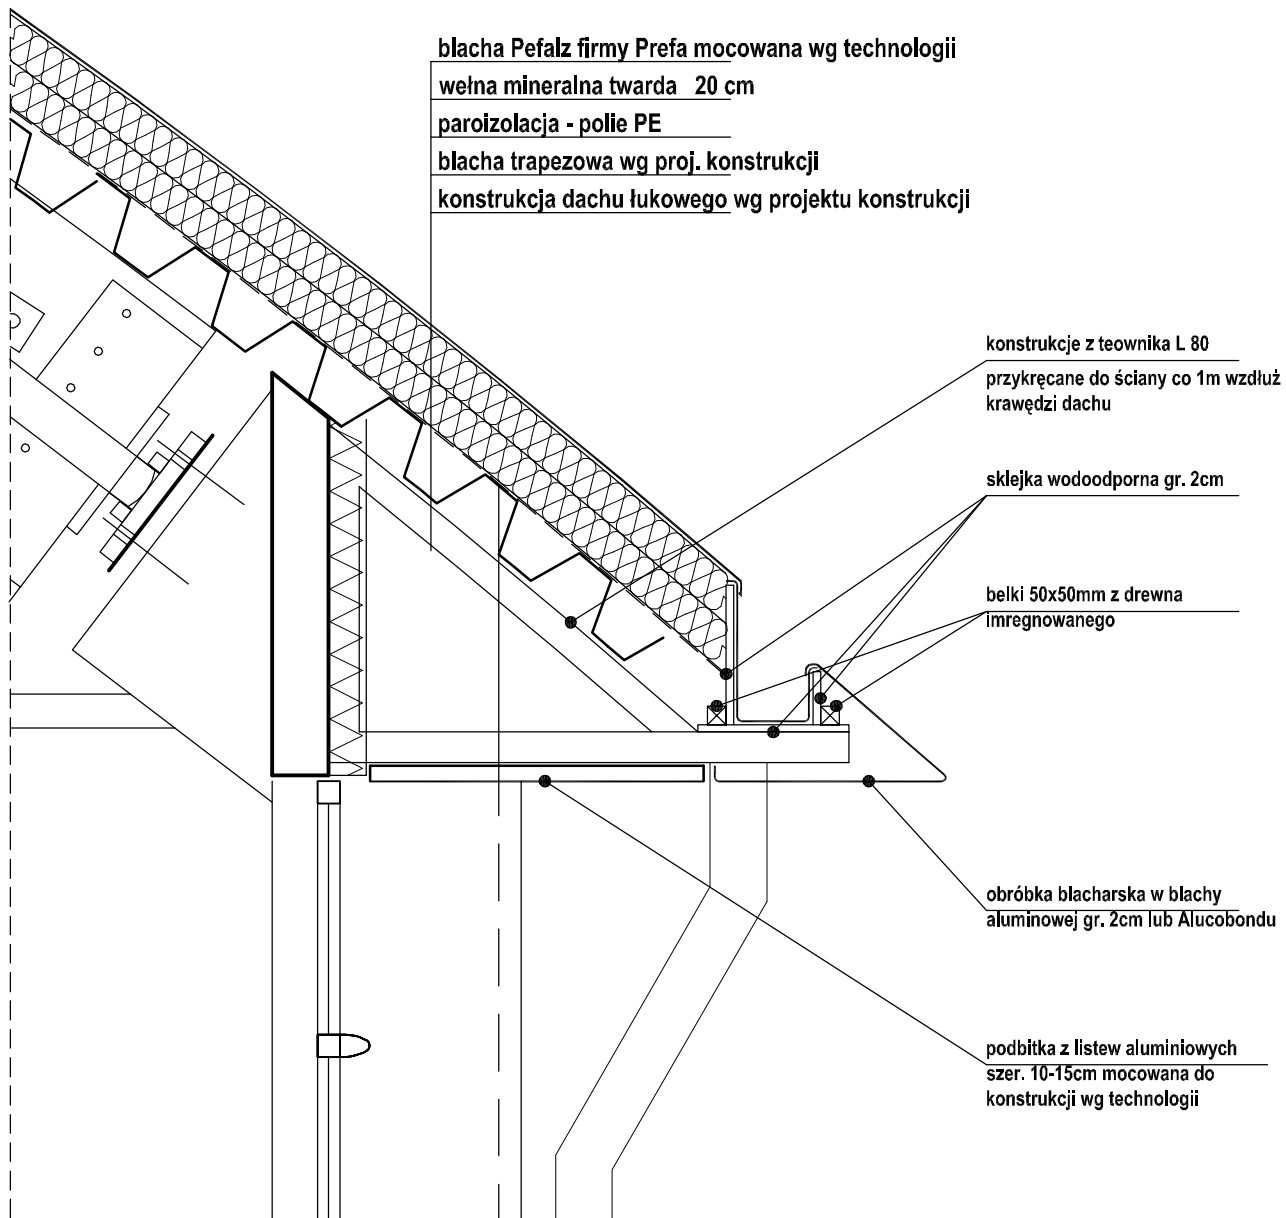 blacha Pefalz firmy Prefa mocowana wg technologii
wełna mineralna twarda 20 cm
paroizolacja - polie PE
blacha trapezowa wg proj. konstrukcji
konstrukcja dachu łukowego wg projektu konstrukcji
konstrukcje z teownika L 80
przykręcane do ściany co 1m wzdłuż
krawędzi dachu
sklejka wodoodporna gr. 2cm
belki 50x50mm z drewna
imregnowanego
obróbka blacharska w blachy
aluminowej gr. 2cm lub Alucobondu
podbitka z listew aluminiowych
szer. 10-15cm mocowana do
konstrukcji wg technologii